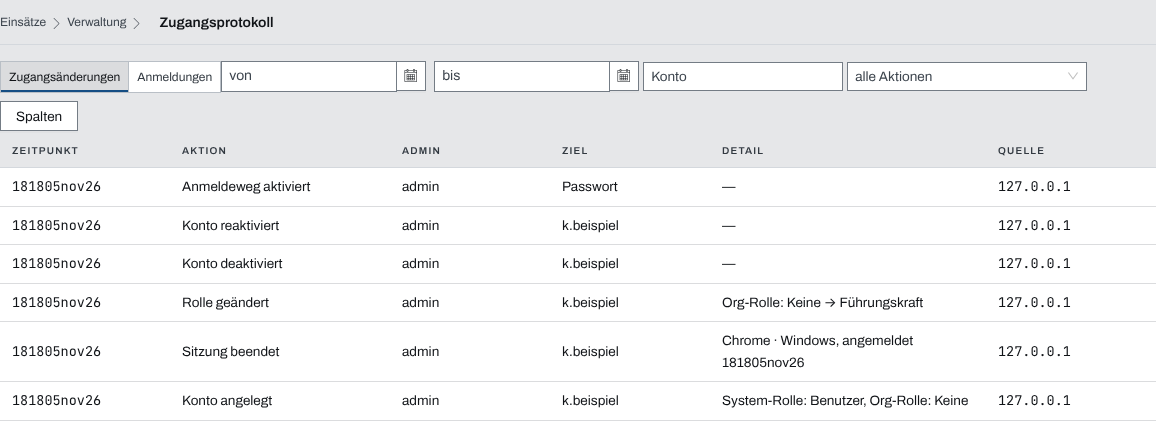 Einsätze Verwaltung Zugangsprotokoll
Zugangsänderungen Anmeldungen von bis Konto alle Aktionen
Spalten
ZEITPUNKT AKTION ADMIN ZIEL DETAIL QUELLE
181805nov26 Anmeldeweg aktiviert admin Passwort — 127.0.0.1
181805nov26 Konto reaktiviert admin k.beispiel — 127.0.0.1
181805nov26 Konto deaktiviert admin k.beispiel — 127.0.0.1
181805nov26 Rolle geändert admin k.beispiel Org-Rolle: Keine → Führungskraft 127.0.0.1
181805nov26 Sitzung beendet admin k.beispiel Chrome · Windows, angemeldet 127.0.0.1
181805nov26
181805nov26 Konto angelegt admin k.beispiel System-Rolle: Benutzer, Org-Rolle: Keine 127.0.0.1